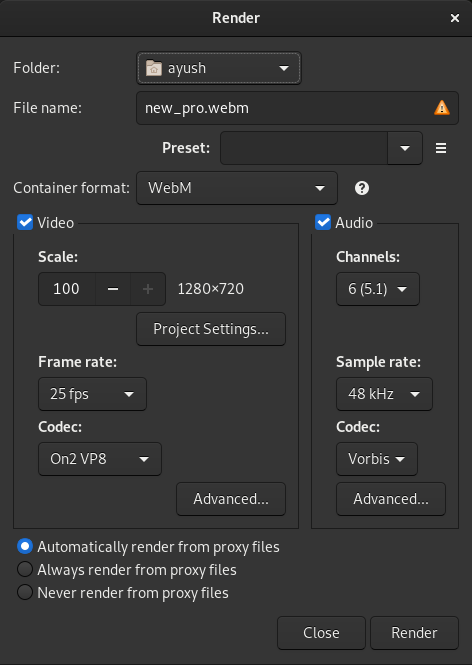 Render
Folder: ayush
File name: new_pro.webm
Preset:
Container format: WebM
Video
Audio
Scale:
Channels:
100 1280×720
6 (5.1)
Project Settings...
Frame rate:
Sample rate:
25 fps
48 kHz
Codec:
Codec:
On2 VP8
Vorbis
Advanced...
Advanced...
Automatically render from proxy files
Always render from proxy files
Never render from proxy files
Close
Render